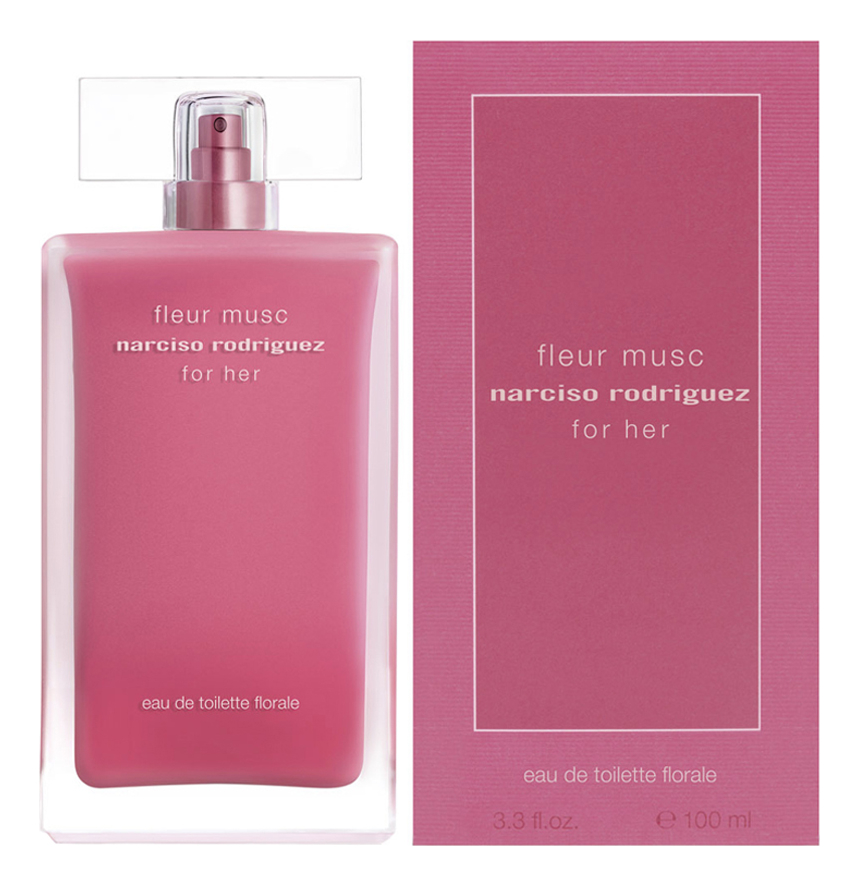 fleur musc
narciso rodriguez
for her
eau de toilette florale
fleur musc
narciso rodriguez
for her
eau de toilette florale
3.3 fl.oz. ℮ 100 ml